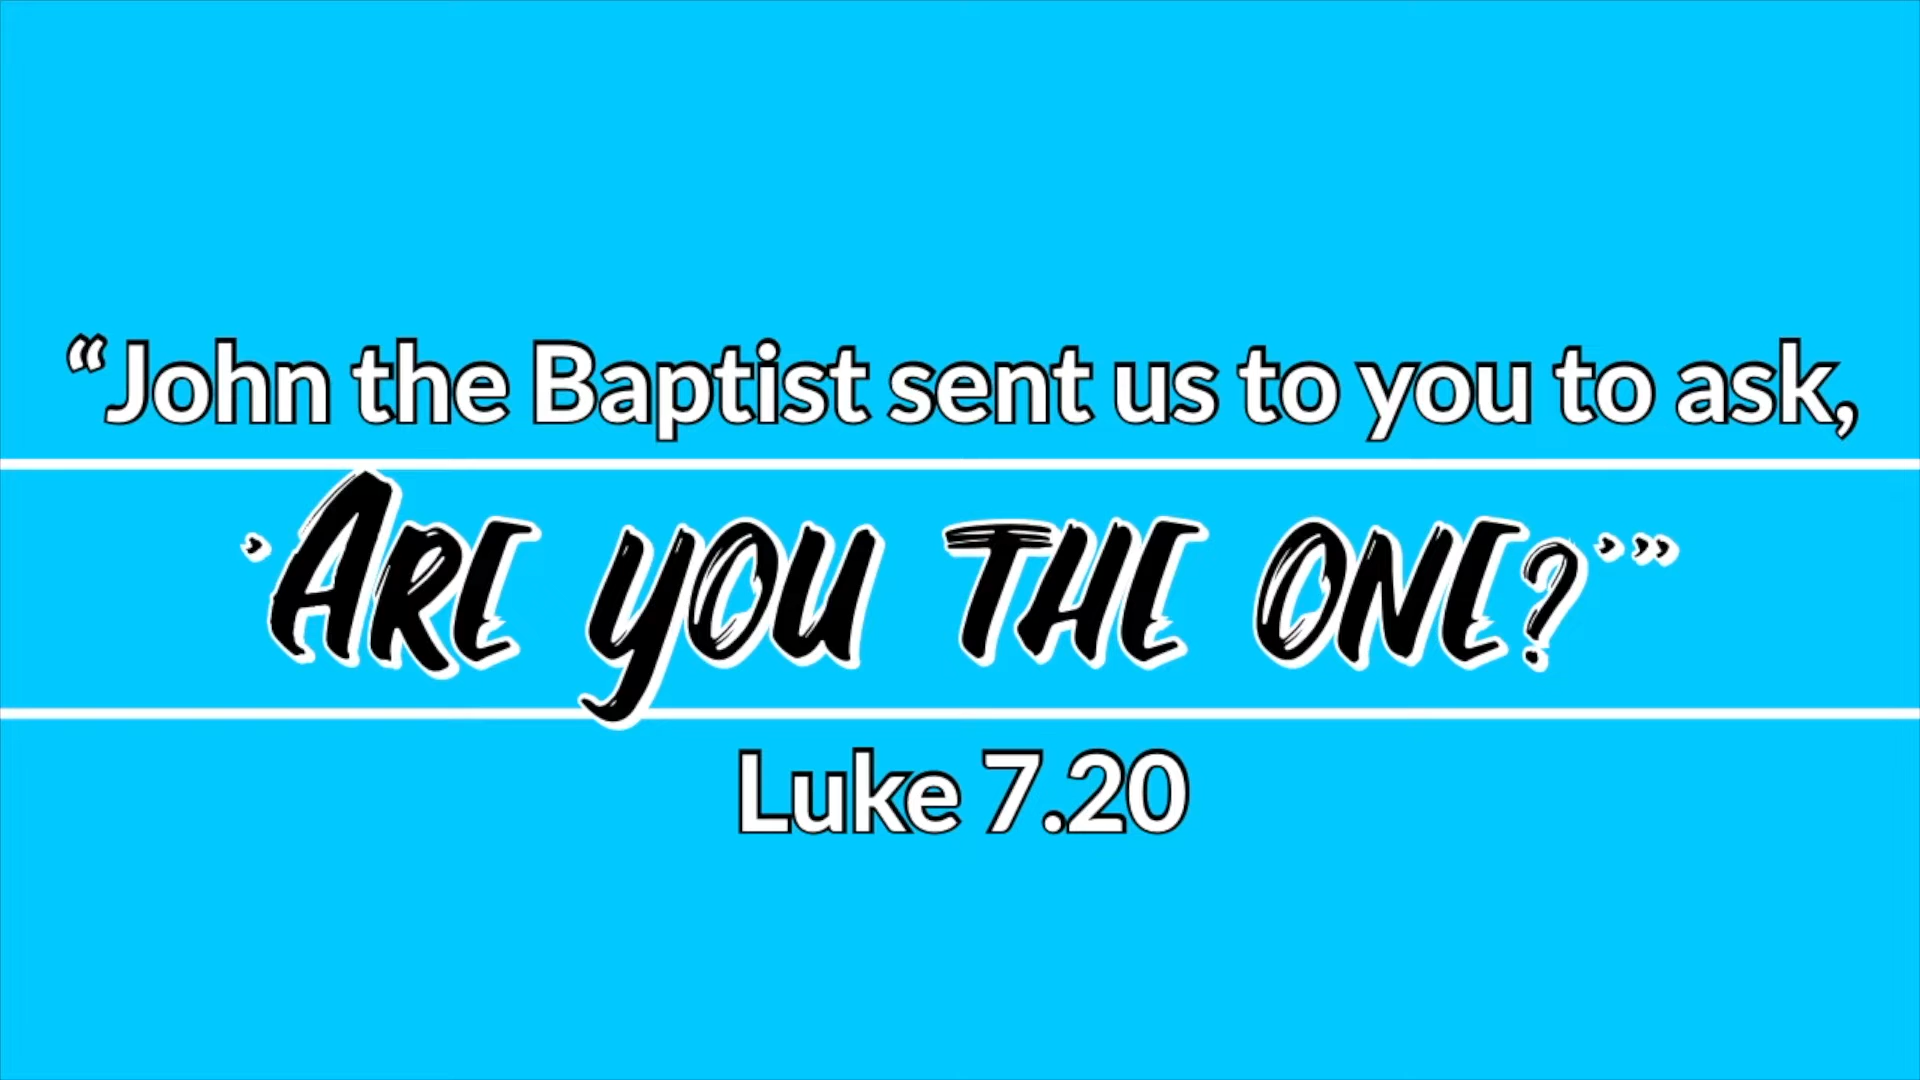 “John the Baptist sent us to you to ask,
’Are you the one?’”
Luke 7.20